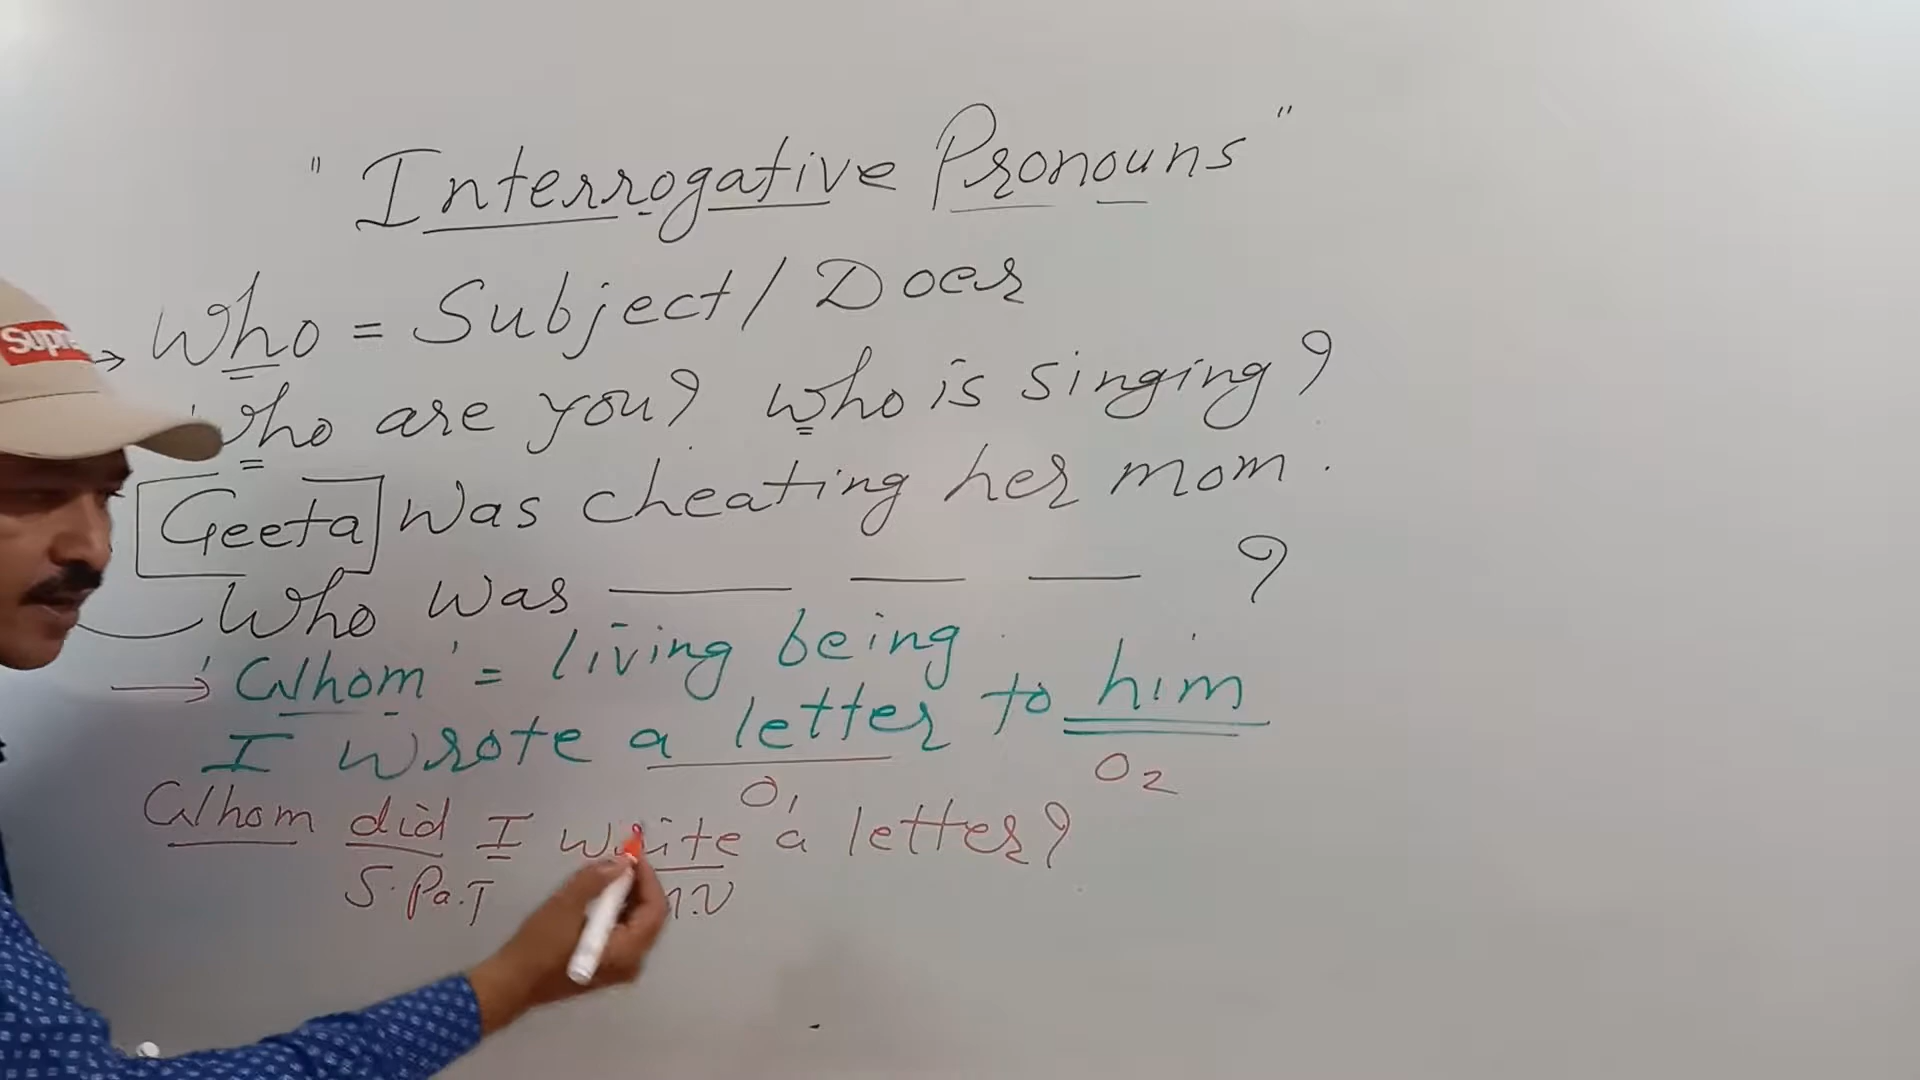 " Interrogative Pronouns "
Who = Subject / Doer
Who are you? Who is singing?
Geeta was cheating her mom.
Who was ___ ___ ___ ?
'Whom' = living being
I wrote a letter to him
O1 O2
Whom did I write a letter?
S.Pa.T